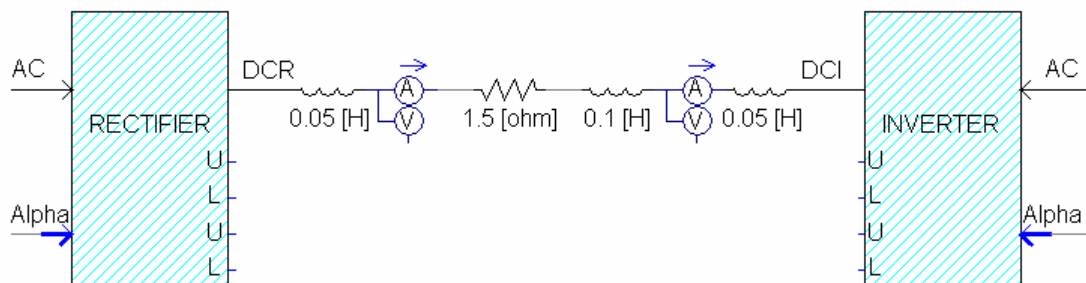 AC
DCR
A
A
DCI
AC
RECTIFIER
0.05 [H]
V
1.5 [ohm]
0.1 [H]
V
0.05 [H]
INVERTER
U
U
L
L
Alpha
U
U
Alpha
L
L